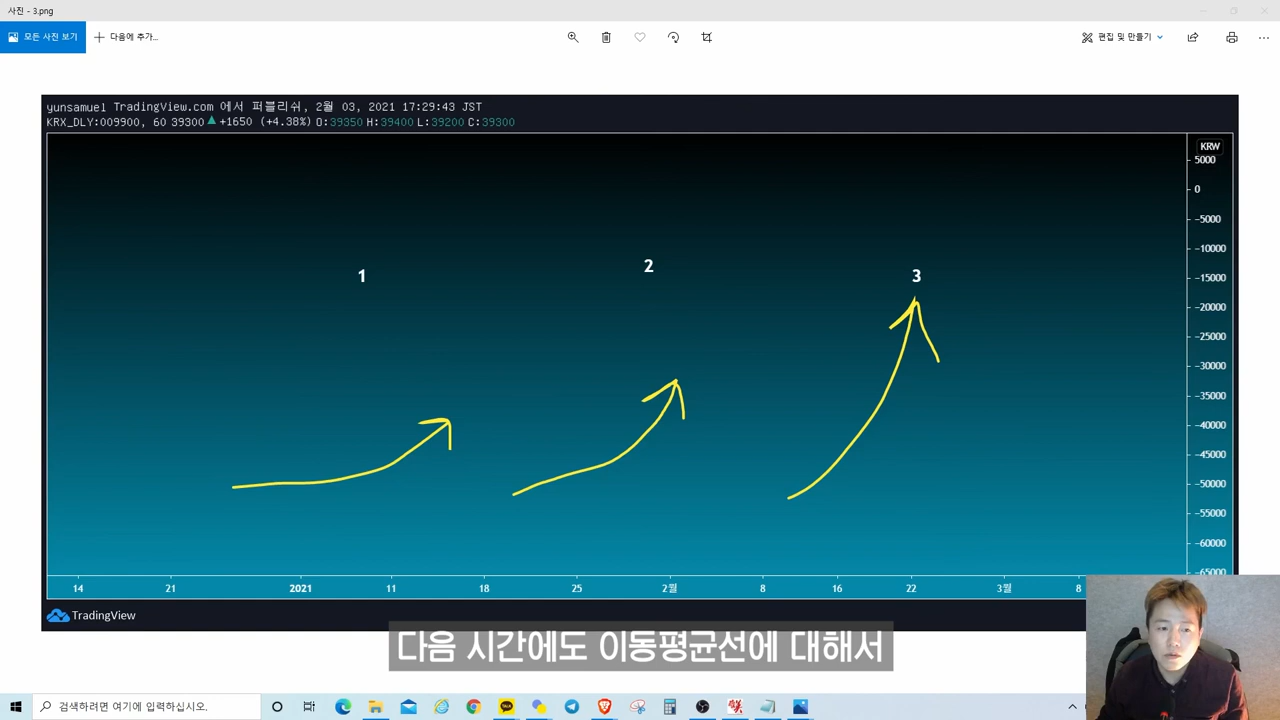 사진 - 3.png
모든 사진 보기
다음에 추가...
편집 및 만들기
yunsamuel TradingView.com 에서 퍼블리쉬, 2월 03, 2021 17:29:43 JST
KRX_DLY:009900, 60 39300 ▲ +1650 (+4.38%) O:39350 H:39400 L:39200 C:39300
KRW
5000
0
-5000
-10000
-15000
-20000
-25000
-30000
-35000
-40000
-45000
-50000
-55000
-60000
-65000
1
2
3
14 21 2021 11 18 25 2월 8 16 22 3월 8
TradingView
다음 시간에도 이동평균선에 대해서
검색하려면 여기에 입력하십시오.
TALK